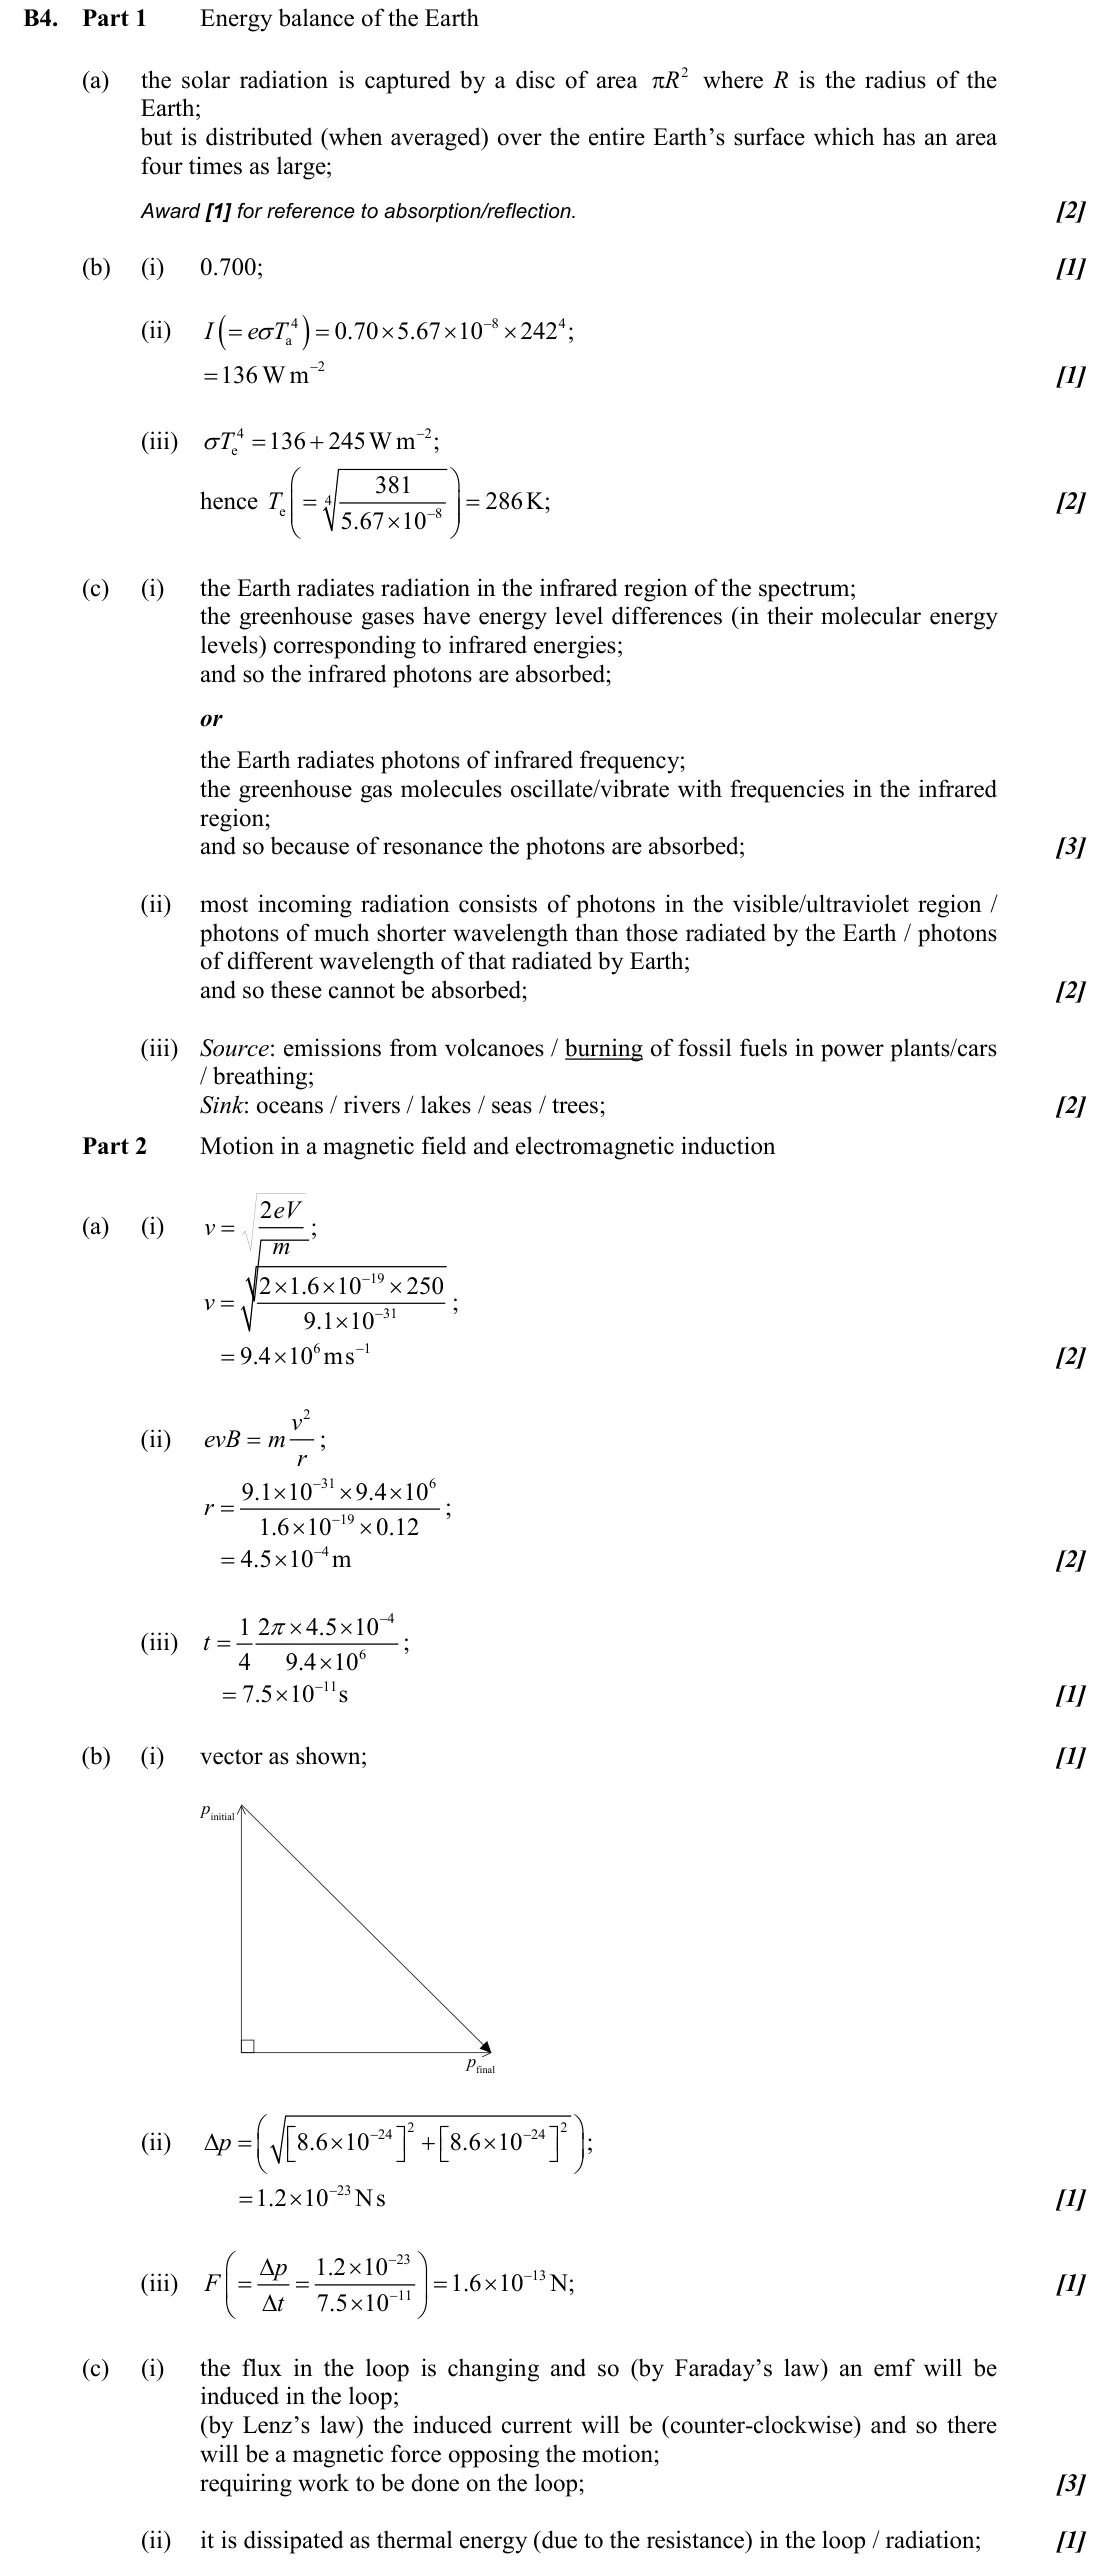 B4. Part 1 Energy balance of the Earth
(a) the solar radiation is captured by a disc of area πR² where R is the radius of the
Earth;
but is distributed (when averaged) over the entire Earth's surface which has an area
four times as large;
Award [1] for reference to absorption/reflection. [2]
(b) (i) 0.700; [1]
(ii) I(= eσTₐ⁴) = 0.70×5.67×10⁻⁸×242⁴;
=136 W m⁻² [1]
(iii) σTₑ⁴ =136+245 W m⁻²;
hence Tₑ(= ∜(381/(5.67×10⁻⁸))) = 286 K; [2]
(c) (i) the Earth radiates radiation in the infrared region of the spectrum;
the greenhouse gases have energy level differences (in their molecular energy
levels) corresponding to infrared energies;
and so the infrared photons are absorbed;
or
the Earth radiates photons of infrared frequency;
the greenhouse gas molecules oscillate/vibrate with frequencies in the infrared
region;
and so because of resonance the photons are absorbed; [3]
(ii) most incoming radiation consists of photons in the visible/ultraviolet region /
photons of much shorter wavelength than those radiated by the Earth / photons
of different wavelength of that radiated by Earth;
and so these cannot be absorbed; [2]
(iii) Source: emissions from volcanoes / burning of fossil fuels in power plants/cars
/ breathing;
Sink: oceans / rivers / lakes / seas / trees; [2]
Part 2 Motion in a magnetic field and electromagnetic induction
(a) (i) v = √(2eV/m);
v = √((2×1.6×10⁻¹⁹×250)/(9.1×10⁻³¹));
= 9.4×10⁶ ms⁻¹ [2]
(ii) evB = m v²/r;
r = (9.1×10⁻³¹×9.4×10⁶)/(1.6×10⁻¹⁹×0.12);
= 4.5×10⁻⁴ m [2]
(iii) t = 1/4 (2π×4.5×10⁻⁴)/(9.4×10⁶);
= 7.5×10⁻¹¹ s [1]
(b) (i) vector as shown; [1]
p initial
p final
(ii) Δp = (√([8.6×10⁻²⁴]² + [8.6×10⁻²⁴]²));
=1.2×10⁻²³ N s [1]
(iii) F(= Δp/Δt = (1.2×10⁻²³)/(7.5×10⁻¹¹)) = 1.6×10⁻¹³ N; [1]
(c) (i) the flux in the loop is changing and so (by Faraday's law) an emf will be
induced in the loop;
(by Lenz's law) the induced current will be (counter-clockwise) and so there
will be a magnetic force opposing the motion;
requiring work to be done on the loop; [3]
(ii) it is dissipated as thermal energy (due to the resistance) in the loop / radiation; [1]